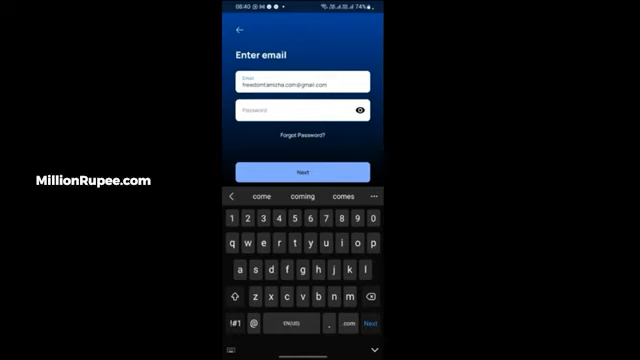 08:40
74%
Enter email
Email
freedomtamizha.com@gmail.com
Password
Forgot Password?
Next
MillionRupee.com
come coming comes
1 2 3 4 5 6 7 8 9 0
q w e r t y u i o p
a s d f g h j k l
z x c v b n m
!#1 @ EN(US) . .com Next